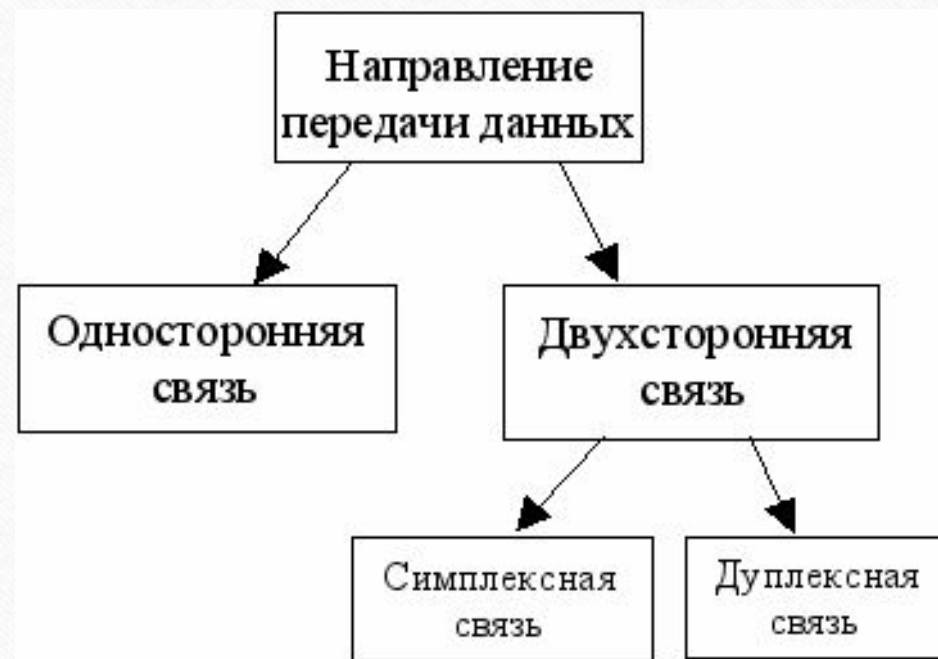 Направление
передачи данных
Односторонняя
связь
Двухсторонняя
связь
Симплексная
связь
Дуплексная
связь